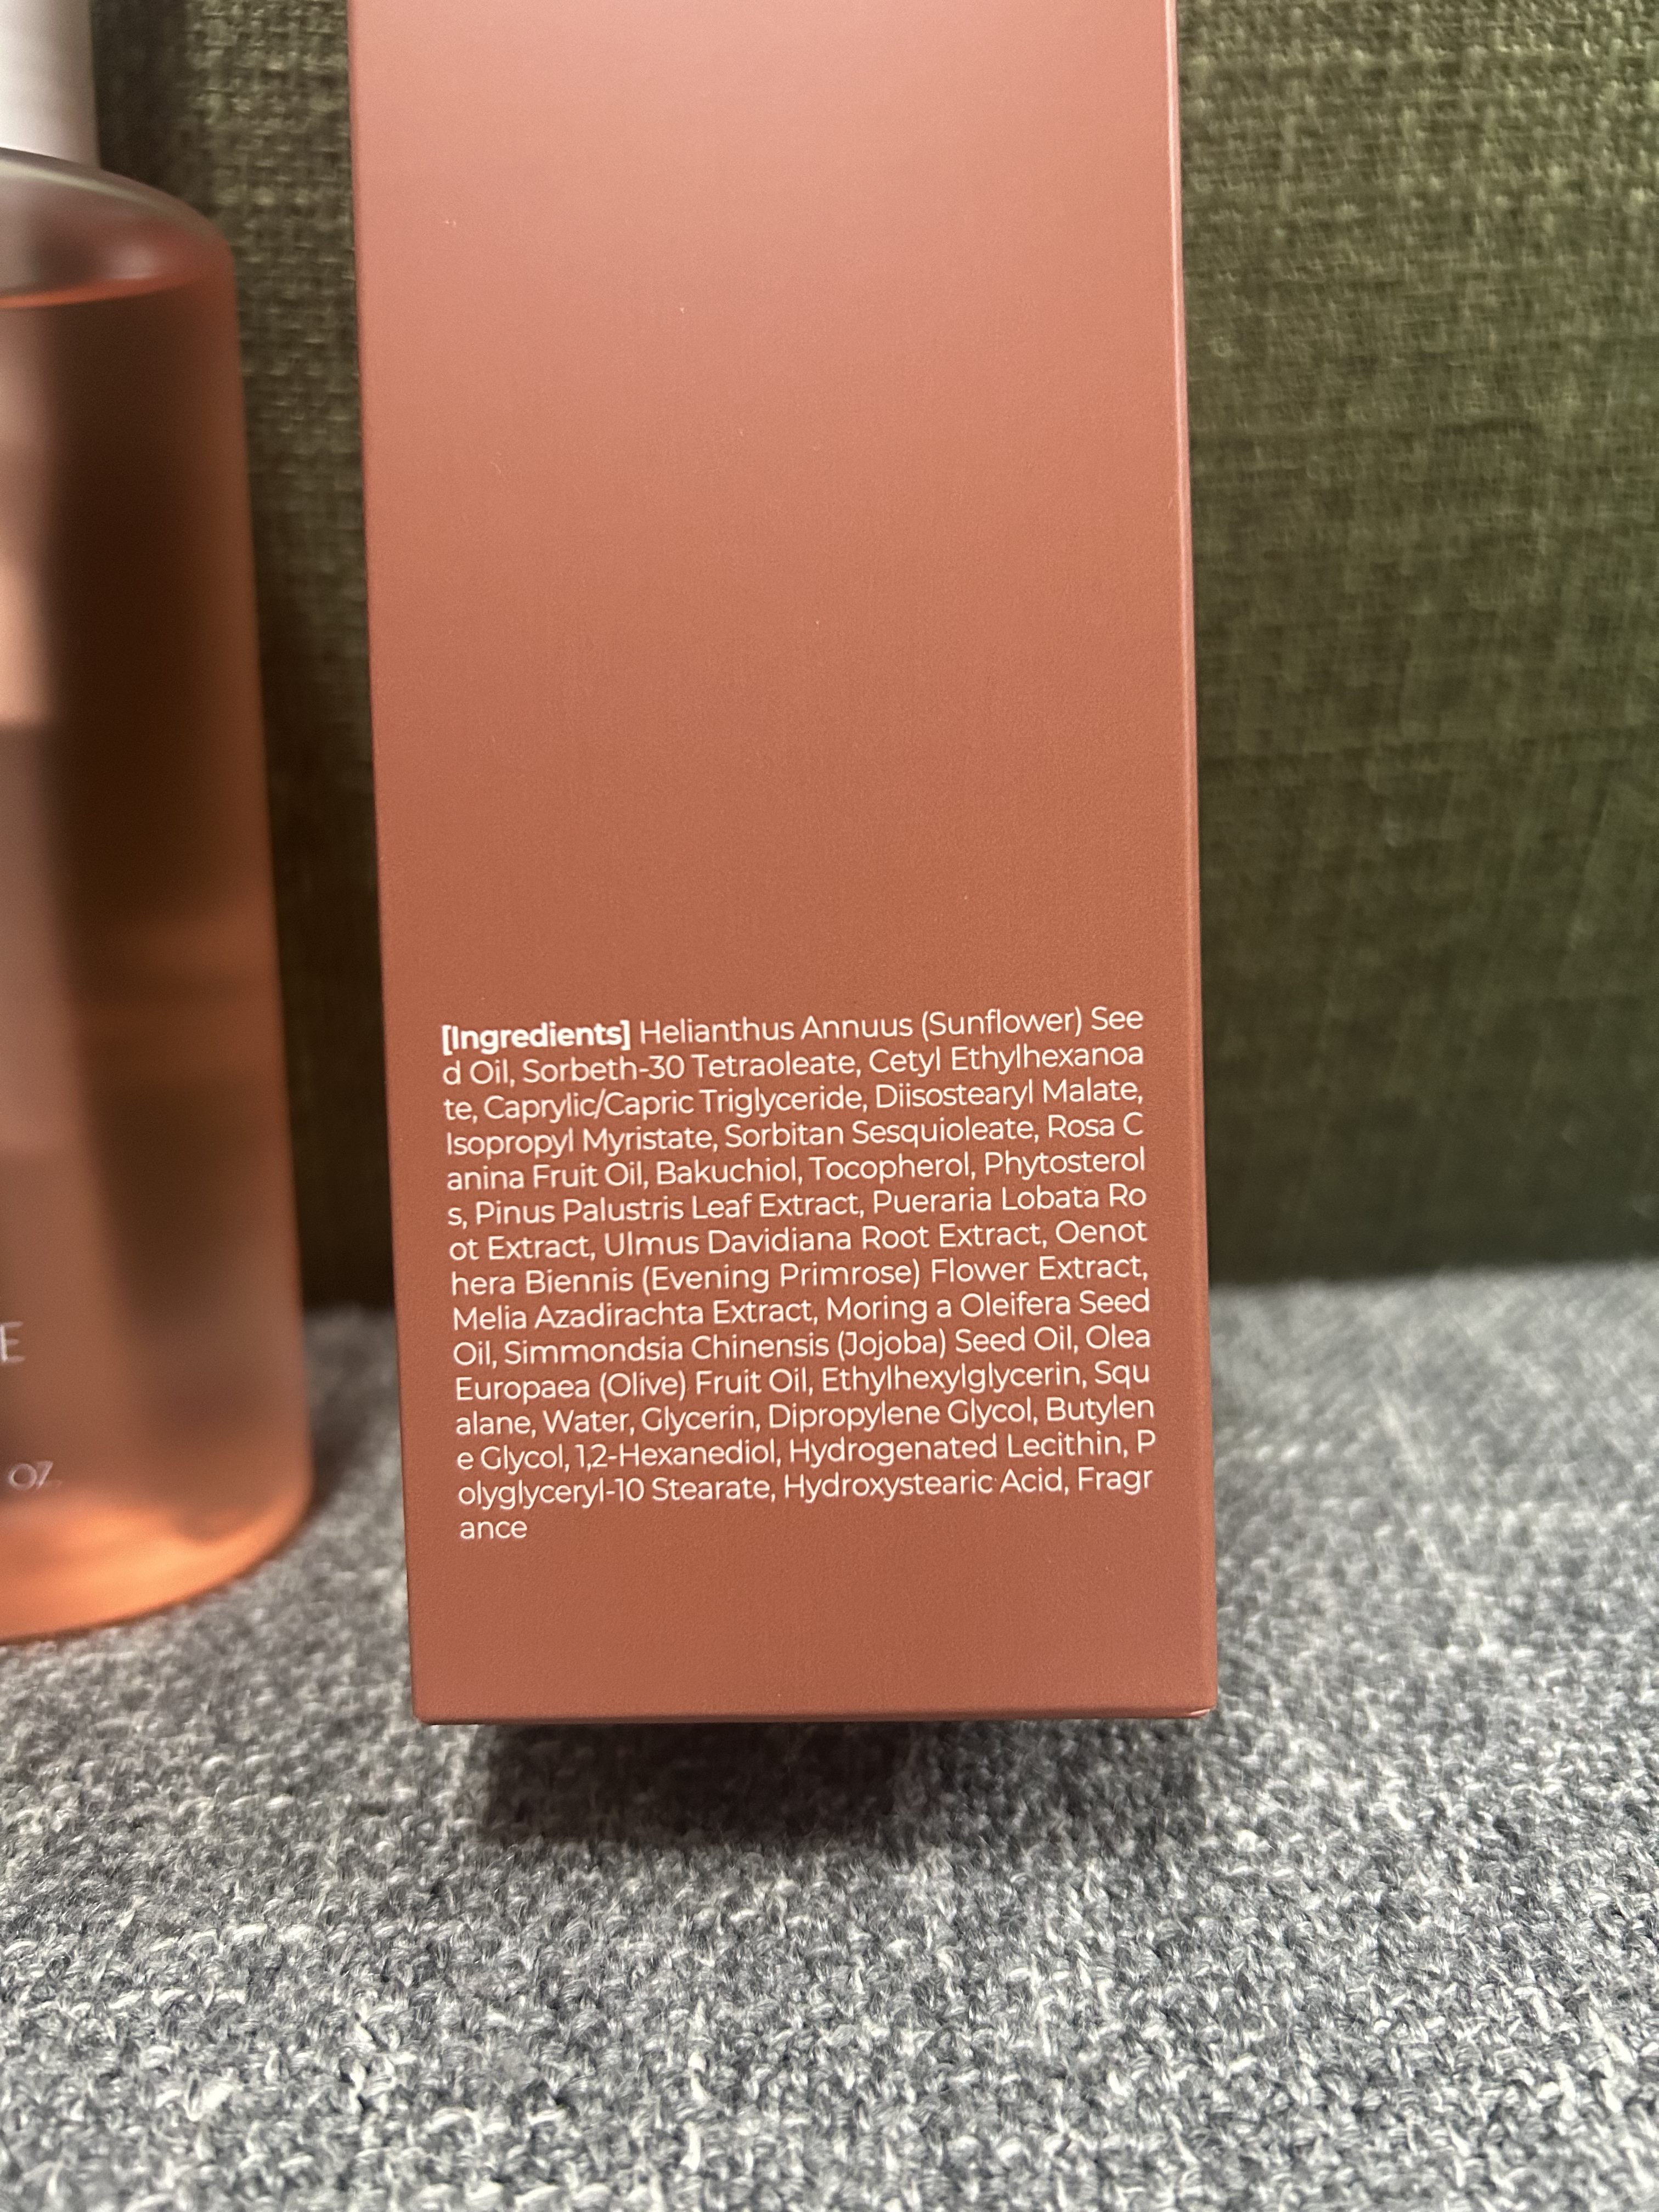 E
OZ.
[Ingredients] Helianthus Annuus (Sunflower) See
d Oil, Sorbeth-30 Tetraoleate, Cetyl Ethylhexanoa
te, Caprylic/Capric Triglyceride, Diisostearyl Malate,
Isopropyl Myristate, Sorbitan Sesquioleate, Rosa C
anina Fruit Oil, Bakuchiol, Tocopherol, Phytosterol
s, Pinus Palustris Leaf Extract, Pueraria Lobata Ro
ot Extract, Ulmus Davidiana Root Extract, Oenot
hera Biennis (Evening Primrose) Flower Extract,
Melia Azadirachta Extract, Moring a Oleifera Seed
Oil, Simmondsia Chinensis (Jojoba) Seed Oil, Olea
Europaea (Olive) Fruit Oil, Ethylhexylglycerin, Squ
alane, Water, Glycerin, Dipropylene Glycol, Butylen
e Glycol, 1,2-Hexanediol, Hydrogenated Lecithin, P
olyglyceryl-10 Stearate, Hydroxystearic Acid, Fragr
ance